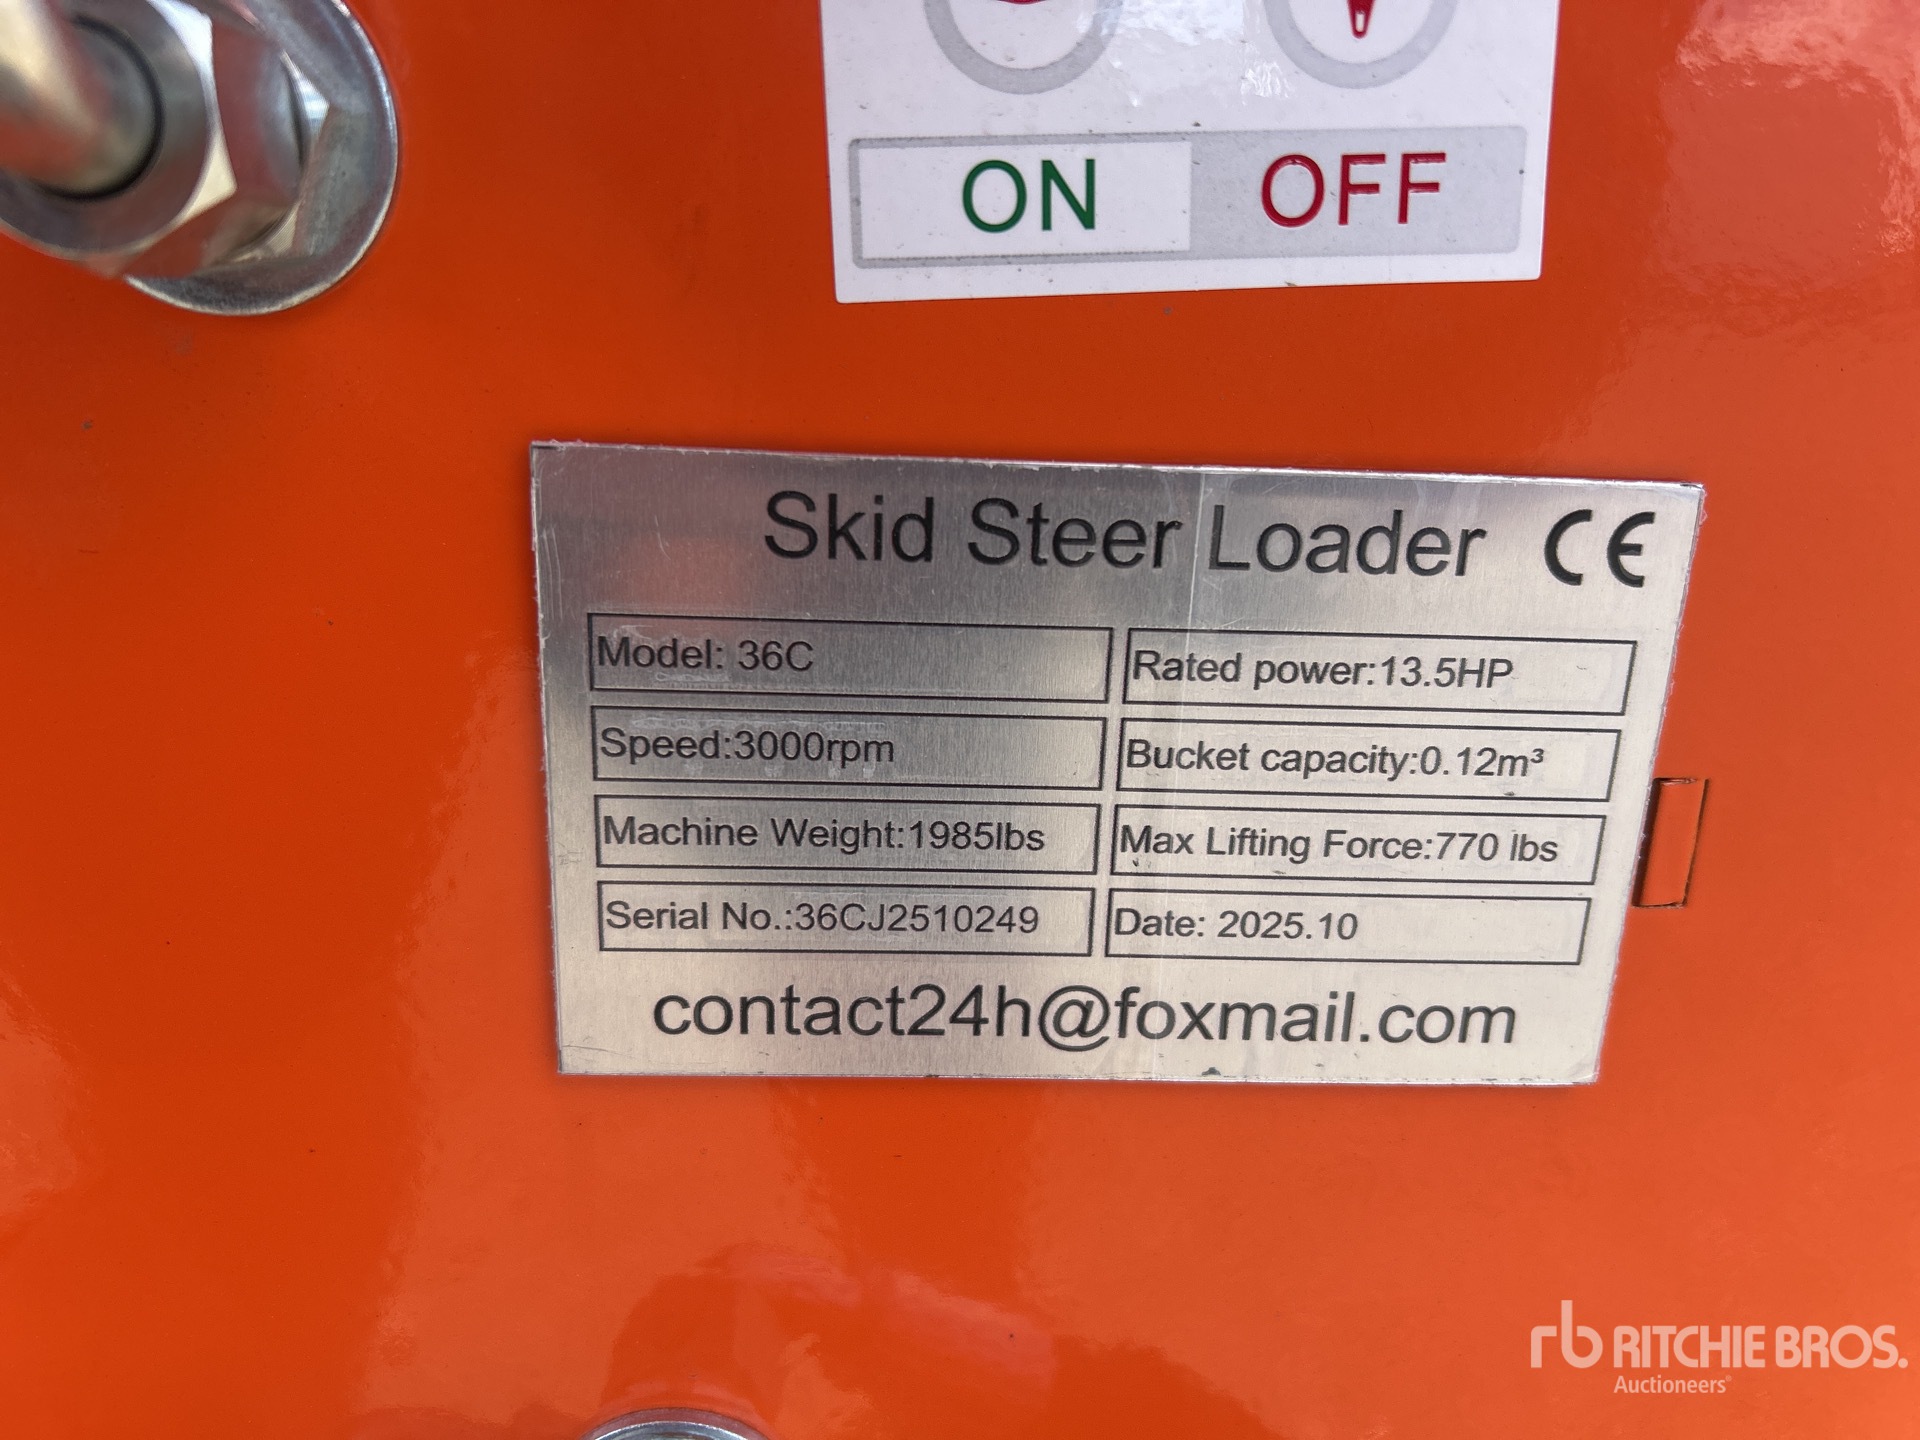 ON OFF
Skid Steer Loader CE
Model: 36C
Rated power:13.5HP
Speed:3000rpm
Bucket capacity:0.12m³
Machine Weight:1985lbs
Max Lifting Force:770 lbs
Serial No.:36CJ2510249
Date: 2025.10
contact24h@foxmail.com
rb RITCHIE BROS.
Auctioneers